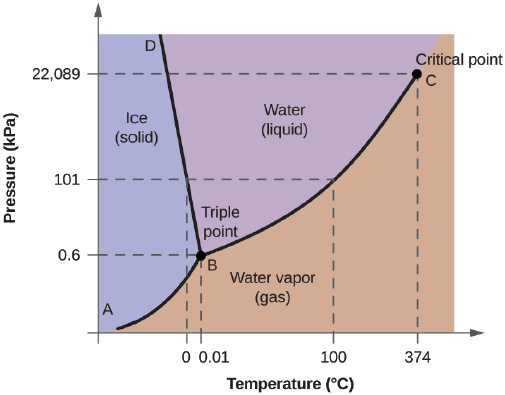 D
Critical point
C
22,089
Ice
(solid)
Water
(liquid)
Pressure (kPa)
101
Triple
point
0.6
B
Water vapor
(gas)
A
0 0.01 100 374
Temperature (°C)